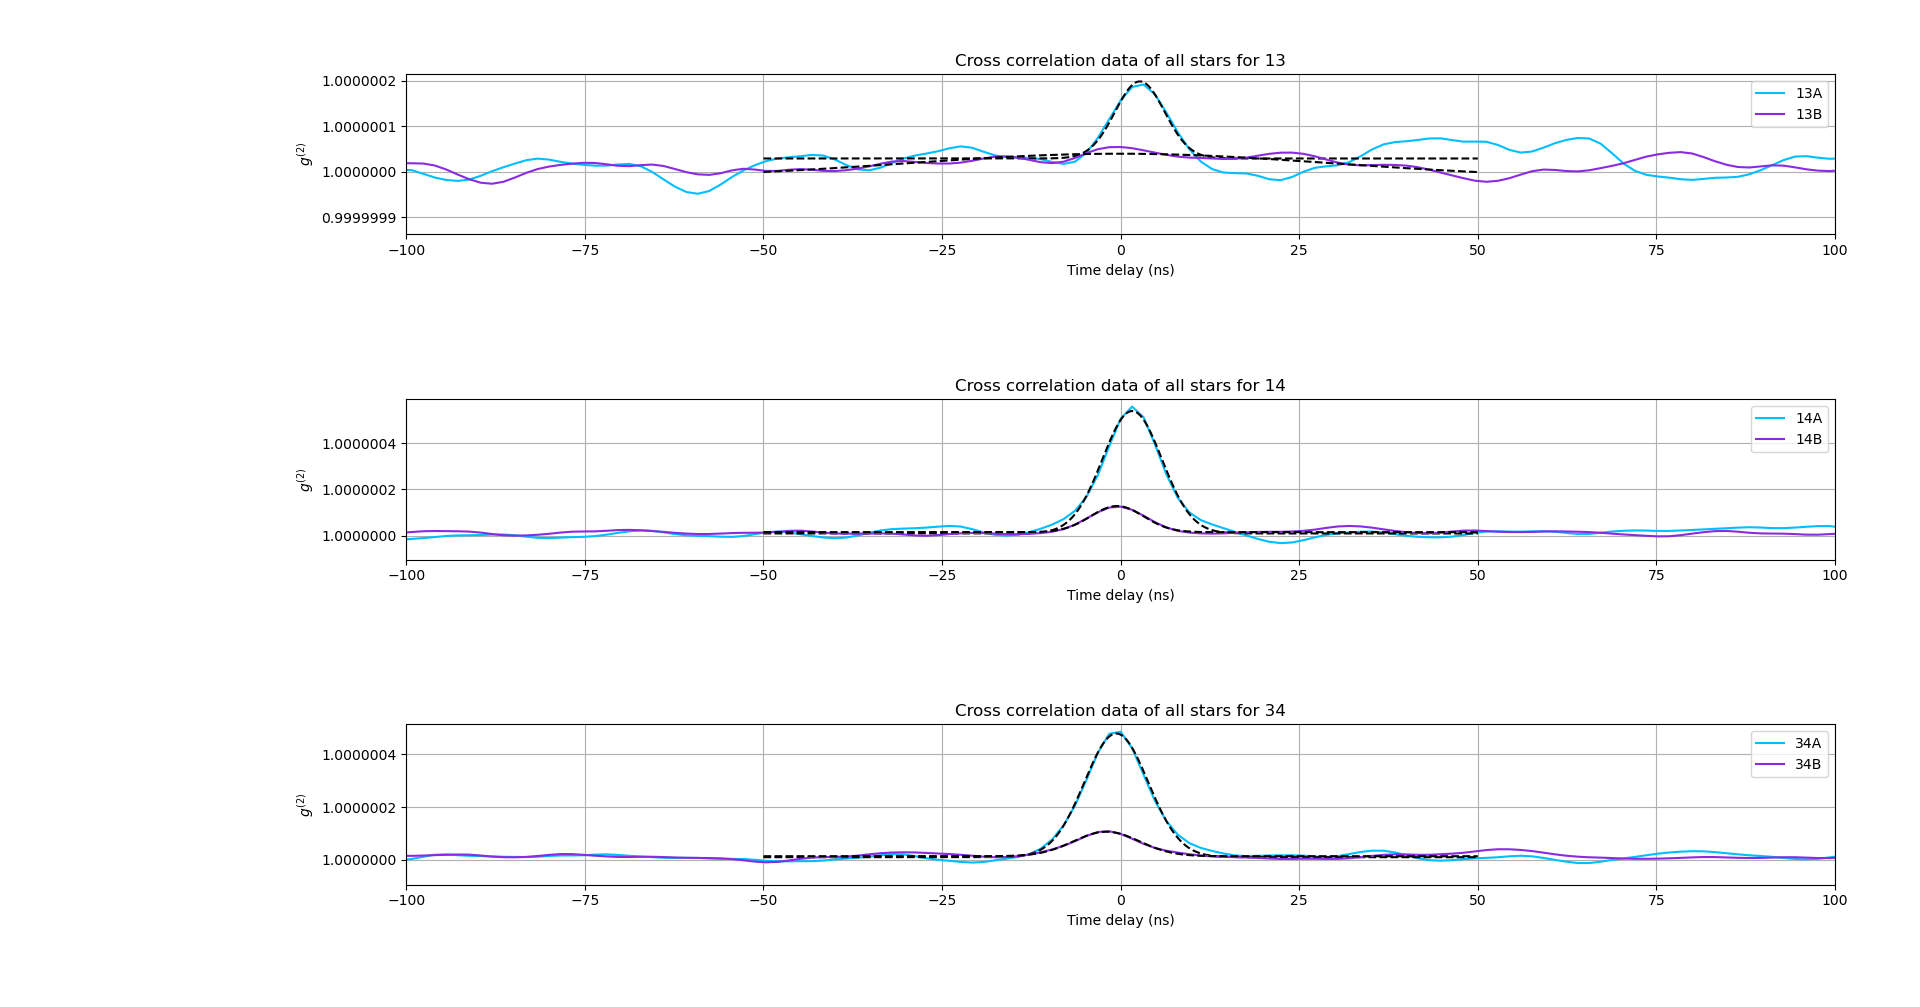 Cross correlation data of all stars for 13
1.0000002
1.0000001
1.0000000
0.9999999
g(2)
13A
13B
−100 −75 −50 −25 0 25 50 75 100
Time delay (ns)
Cross correlation data of all stars for 14
1.0000004
1.0000002
1.0000000
g(2)
14A
14B
−100 −75 −50 −25 0 25 50 75 100
Time delay (ns)
Cross correlation data of all stars for 34
1.0000004
1.0000002
1.0000000
g(2)
34A
34B
−100 −75 −50 −25 0 25 50 75 100
Time delay (ns)